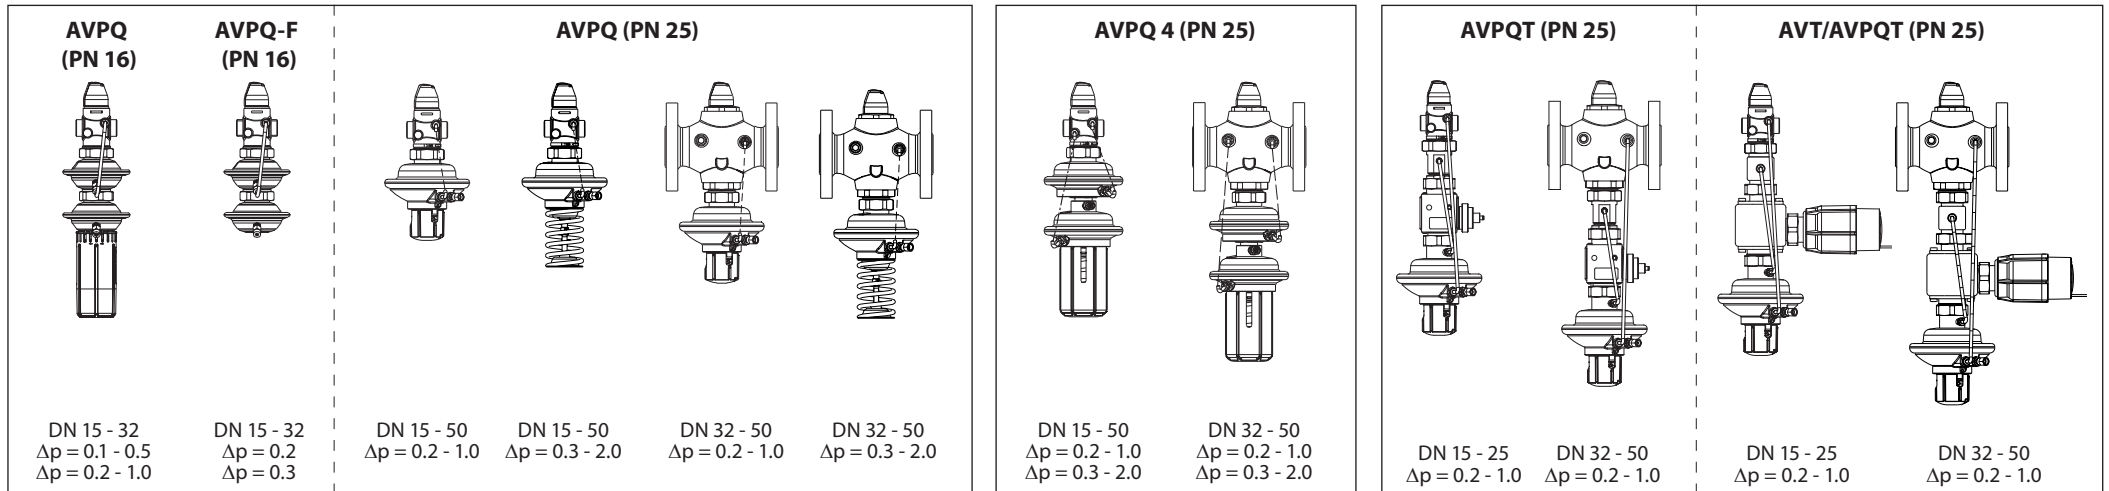 AVPQ
(PN 16)
AVPQ-F
(PN 16)
AVPQ (PN 25)
AVPQ 4 (PN 25)
AVPQT (PN 25)
AVT/AVPQT (PN 25)
DN 15 - 32
Δp = 0.1 - 0.5
Δp = 0.2 - 1.0
DN 15 - 32
Δp = 0.2
Δp = 0.3
DN 15 - 50
Δp = 0.2 - 1.0
DN 15 - 50
Δp = 0.3 - 2.0
DN 32 - 50
Δp = 0.2 - 1.0
DN 32 - 50
Δp = 0.3 - 2.0
DN 15 - 50
Δp = 0.2 - 1.0
Δp = 0.3 - 2.0
DN 32 - 50
Δp = 0.2 - 1.0
Δp = 0.3 - 2.0
DN 15 - 25
Δp = 0.2 - 1.0
DN 32 - 50
Δp = 0.2 - 1.0
DN 15 - 25
Δp = 0.2 - 1.0
DN 32 - 50
Δp = 0.2 - 1.0